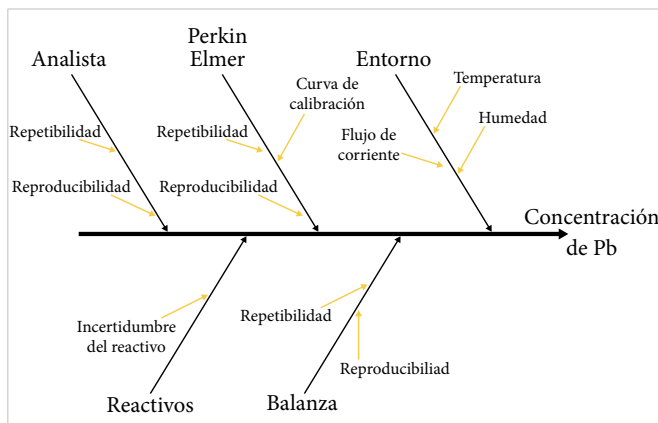 Analista
Perkin
Elmer
Entorno
Curva de
calibración
Temperatura
Repetibilidad
Repetibilidad
Flujo de
corriente
Humedad
Reproducibilidad
Reproducibilidad
Concentración
de Pb
Incertidumbre
del reactivo
Repetibilidad
Reproducibiliad
Reactivos
Balanza